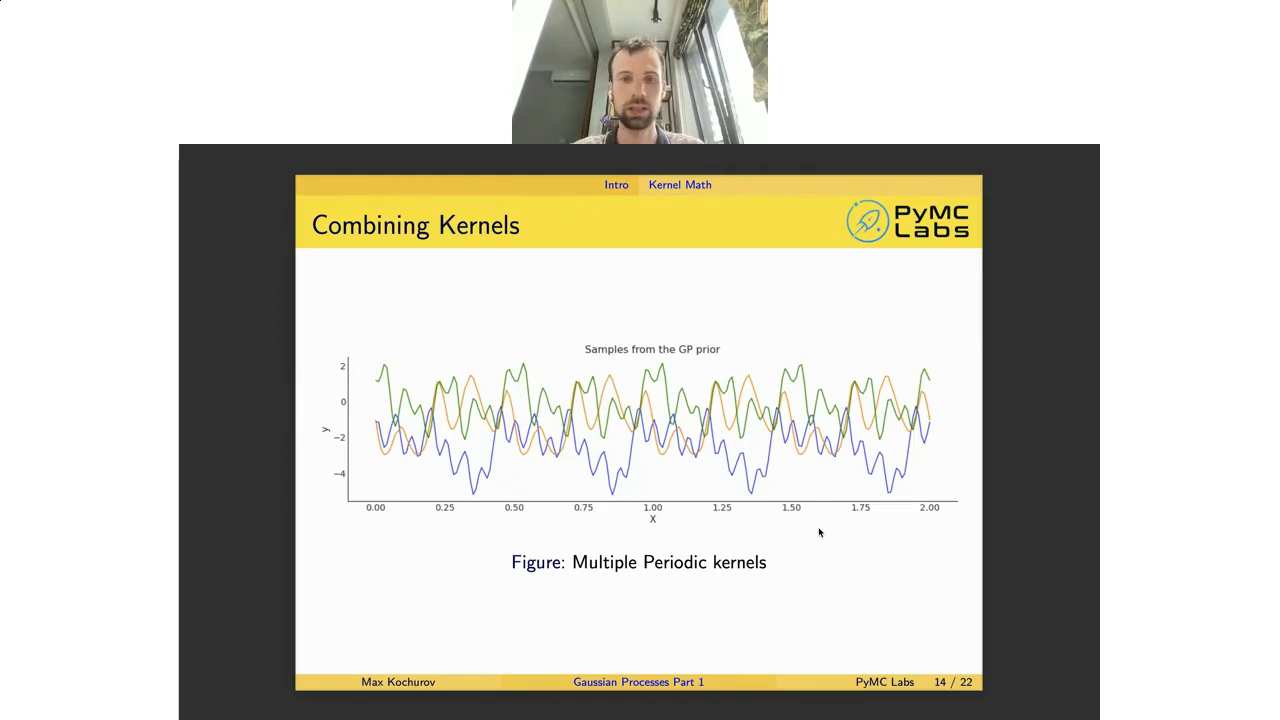 Intro Kernel Math
Combining Kernels
PyMC
Labs
Samples from the GP prior
2
0
−2
−4
y
0.00 0.25 0.50 0.75 1.00 1.25 1.50 1.75 2.00
X
Figure: Multiple Periodic kernels
Max Kochurov Gaussian Processes Part 1 PyMC Labs 14 / 22